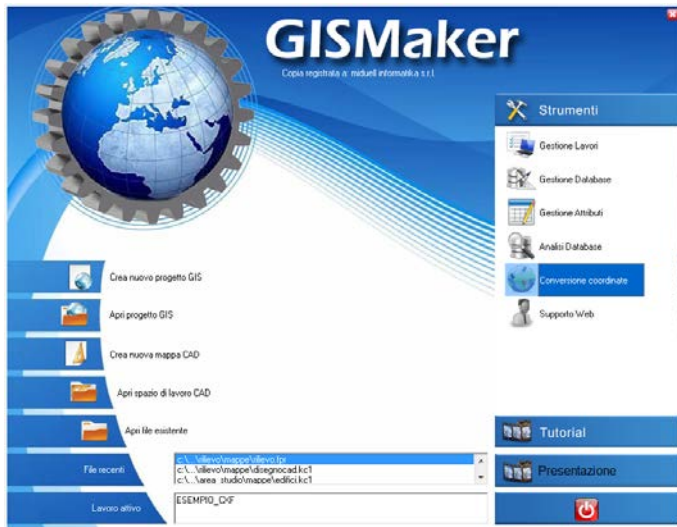 GISMaker
Copia registrata a: miduell informatika s.r.l.
Strumenti
Gestione Lavori
Gestione Database
Gestione Attributi
Analisi Database
Conversione coordinate
Supporto Web
Crea nuovo progetto GIS
Apri progetto GIS
Crea nuova mappa CAD
Apri spazio di lavoro CAD
Apri file esistente
File recenti
c:\...\rilievo\mappe\rilievo.fpr
c:\...\rilievo\mappe\disegnocad.kc1
c:\...\area_studio\mappe\edifici.kc1
Lavoro attivo
ESEMPIO_CXF
Tutorial
Presentazione